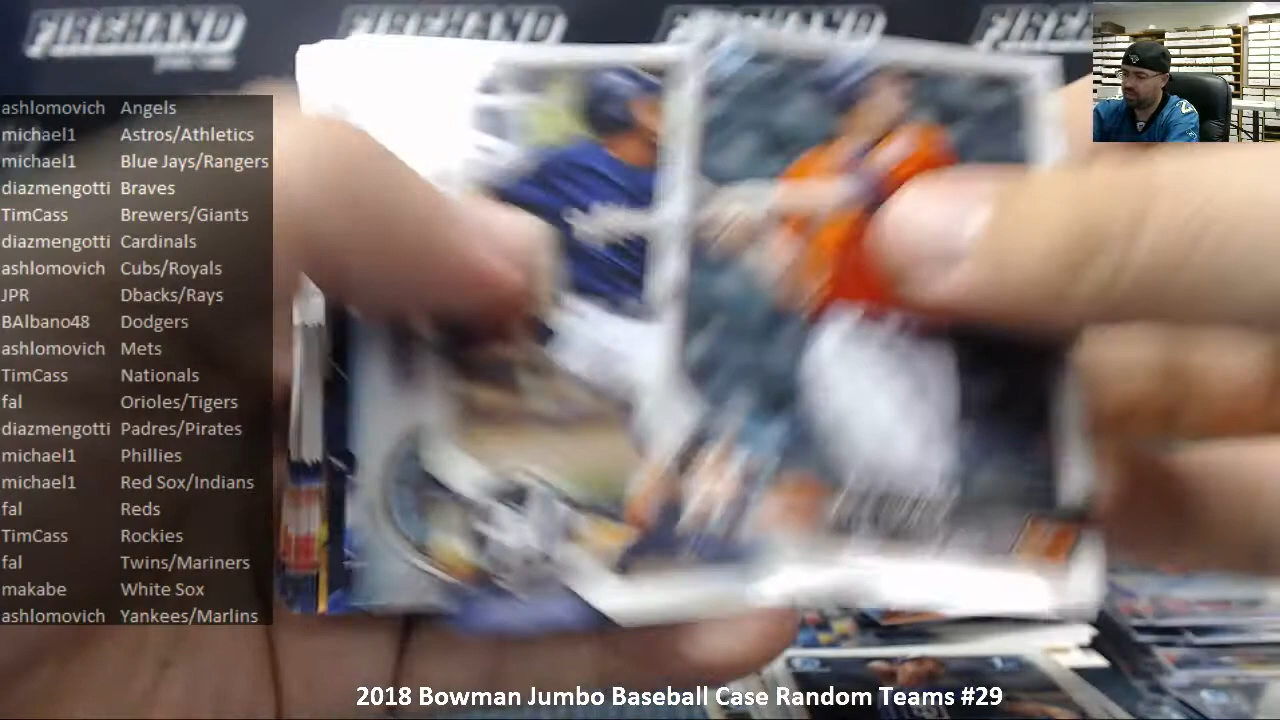 FIREHAND FIREHAND FIREHAND FIREHAND
ashlomovich Angels
michael1 Astros/Athletics
michael1 Blue Jays/Rangers
diazmengotti Braves
TimCass Brewers/Giants
diazmengotti Cardinals
ashlomovich Cubs/Royals
JPR Dbacks/Rays
BAlbano48 Dodgers
ashlomovich Mets
TimCass Nationals
fal Orioles/Tigers
diazmengotti Padres/Pirates
michael1 Phillies
michael1 Red Sox/Indians
fal Reds
TimCass Rockies
fal Twins/Mariners
makabe White Sox
ashlomovich Yankees/Marlins
2018 Bowman Jumbo Baseball Case Random Teams #29